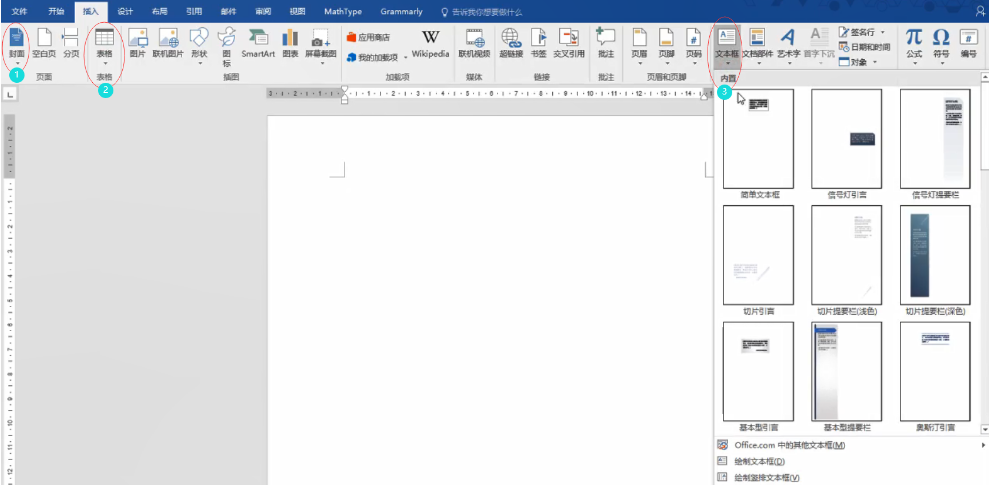 文件 开始 插入 设计 布局 引用 邮件 审阅 视图 MathType Grammarly 告诉我你想要做什么
封面 空白页 分页 表格 图片 联机图片 形状 图标 SmartArt 图表 屏幕截图 应用商店 我的加载项 Wikipedia 联机视频 超链接 书签 交叉引用 批注 页眉 页脚 页码 文本框 文档部件 艺术字 首字下沉 签名行 日期和时间 对象 公式 符号 编号
页面 表格 插图 加载项 媒体 链接 批注 页眉和页脚 内置
1 2 3
简单文本框 信号灯引言 信号灯提要栏
切片引言 切片提要栏(浅色) 切片提要栏(深色)
基本型引言 基本型提要栏 奥斯汀引言
Office.com 中的其他文本框(M)
绘制文本框(D)
绘制竖排文本框(V)